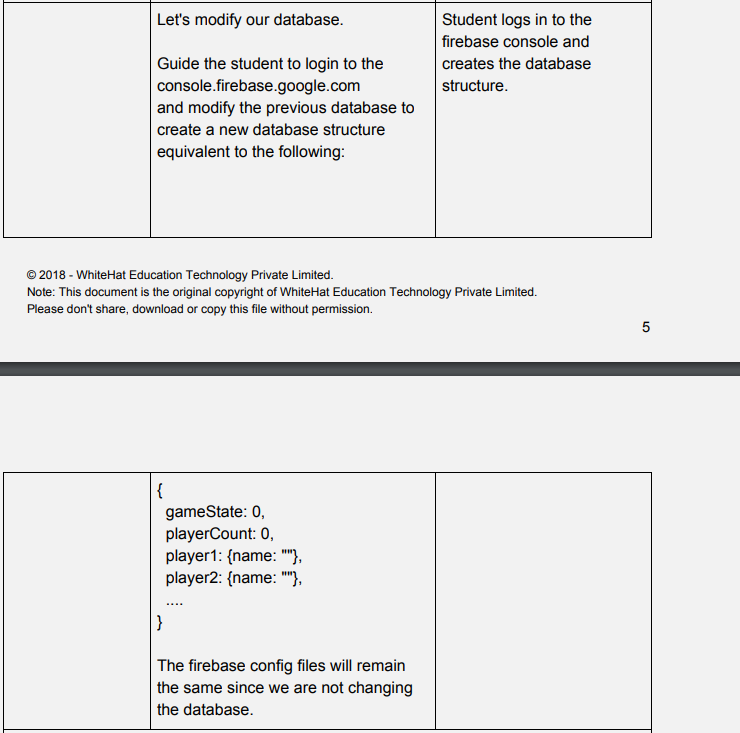 Let's modify our database.
Guide the student to login to the
console.firebase.google.com
and modify the previous database to
create a new database structure
equivalent to the following:
Student logs in to the
firebase console and
creates the database
structure.
© 2018 - WhiteHat Education Technology Private Limited.
Note: This document is the original copyright of WhiteHat Education Technology Private Limited.
Please don't share, download or copy this file without permission.
5
{
gameState: 0,
playerCount: 0,
player1: {name: ""},
player2: {name: ""},
....
}
The firebase config files will remain
the same since we are not changing
the database.